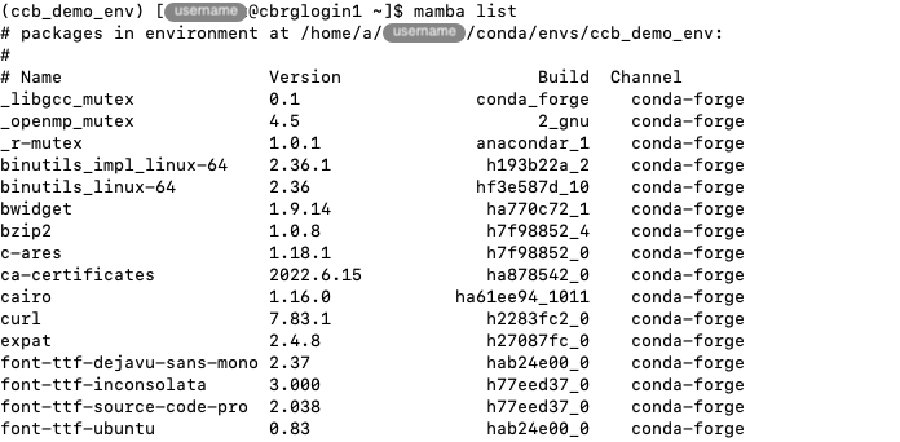 (ccb_demo_env) [username@cbrglogin1 ~]$ mamba list
# packages in environment at /home/a/username/conda/envs/ccb_demo_env:
#
# Name                    Version                   Build  Channel
_libgcc_mutex             0.1                 conda_forge    conda-forge
_openmp_mutex             4.5                       2_gnu    conda-forge
_r-mutex                  1.0.1               anacondar_1    conda-forge
binutils_impl_linux-64    2.36.1               h193b22a_2    conda-forge
binutils_linux-64         2.36                hf3e587d_10    conda-forge
bwidget                   1.9.14               ha770c72_1    conda-forge
bzip2                     1.0.8                h7f98852_4    conda-forge
c-ares                    1.18.1               h7f98852_0    conda-forge
ca-certificates           2022.6.15            ha878542_0    conda-forge
cairo                     1.16.0            ha61ee94_1011    conda-forge
curl                      7.83.1               h2283fc2_0    conda-forge
expat                     2.4.8                h27087fc_0    conda-forge
font-ttf-dejavu-sans-mono 2.37                 hab24e00_0    conda-forge
font-ttf-inconsolata      3.000                h77eed37_0    conda-forge
font-ttf-source-code-pro  2.038                h77eed37_0    conda-forge
font-ttf-ubuntu           0.83                 hab24e00_0    conda-forge